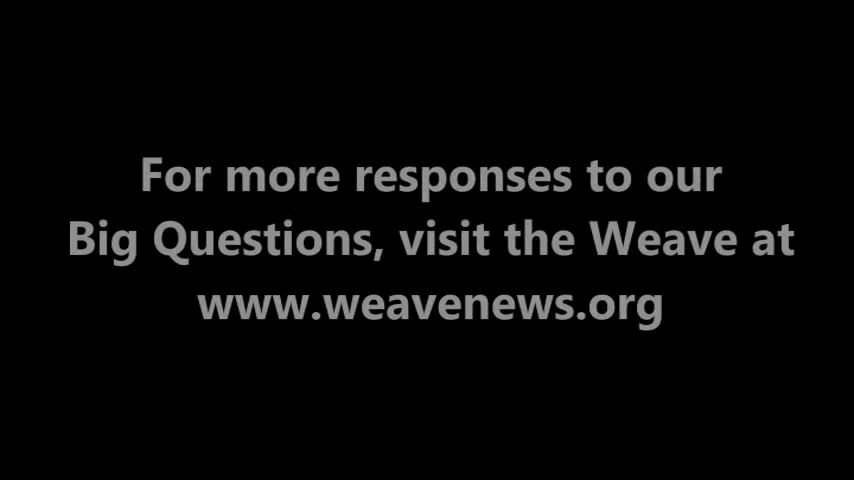 For more responses to our
Big Questions, visit the Weave at
www.weavenews.org